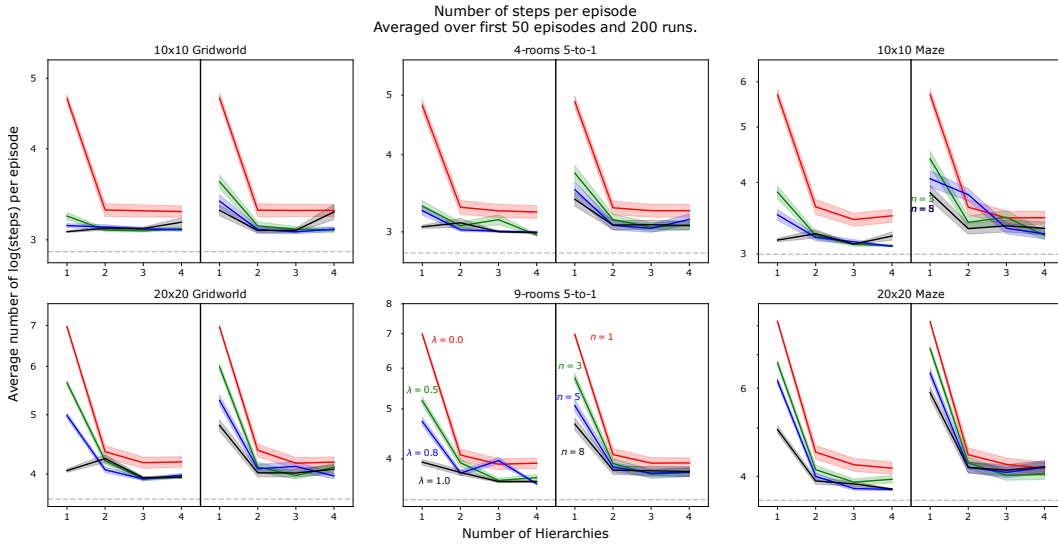 Number of steps per episode
Averaged over first 50 episodes and 200 runs.
Average number of log(steps) per episode
10x10 Gridworld
5
4
3
1 2 3 4 1 2 3 4
4-rooms 5-to-1
5
4
3
1 2 3 4 1 2 3 4
10x10 Maze
6
5
4
3
n = 8
1 2 3 4 1 2 3 4
20x20 Gridworld
7
6
5
4
1 2 3 4 1 2 3 4
9-rooms 5-to-1
8
7
6
5
4
λ = 0.0
λ = 0.5
λ = 0.8
λ = 1.0
n = 1
n = 3
n = 5
n = 8
1 2 3 4 1 2 3 4
20x20 Maze
6
4
1 2 3 4 1 2 3 4
Number of Hierarchies